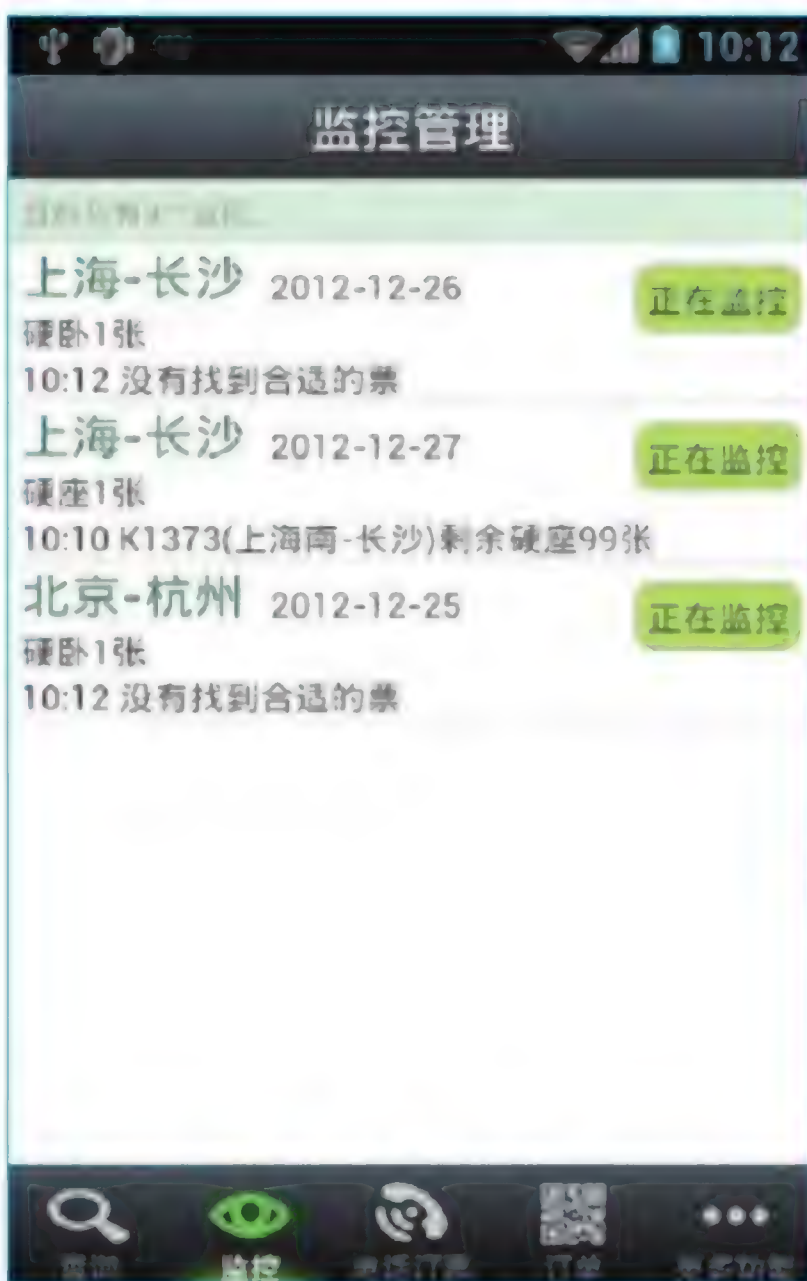 10:12
监控管理
上海-长沙 2012-12-26
正在监控
硬卧1张
10:12 没有找到合适的票
上海-长沙 2012-12-27
正在监控
硬座1张
10:10 K1373(上海南-长沙)剩余硬座99张
北京-杭州 2012-12-25
正在监控
硬卧1张
10:12 没有找到合适的票
监控